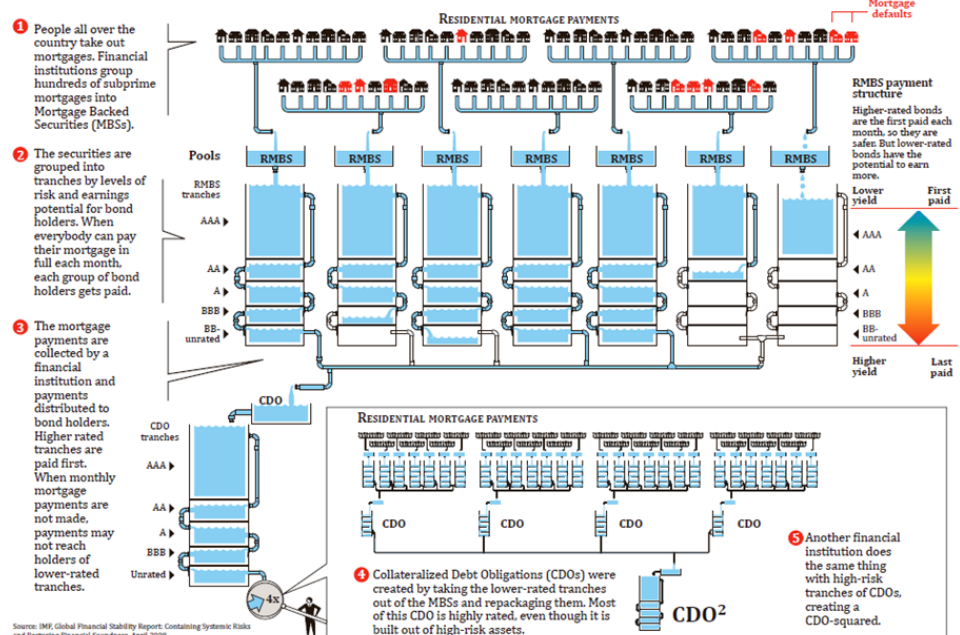 RESIDENTIAL MORTGAGE PAYMENTS
Mortgage
defaults
1 People all over the
country take out
mortgages. Financial
institutions group
hundreds of subprime
mortgages into
Mortgage Backed
Securities (MBSs).
2 The securities are
grouped into
tranches by levels of
risk and earnings
potential for bond
holders. When
everybody can pay
their mortgage in
full each month,
each group of bond
holders gets paid.
3 The mortgage
payments are
collected by a
financial
institution and
payments
distributed to
bond holders.
Higher rated
tranches are
paid first.
When monthly
mortgage
payments are
not made,
payments may
not reach
holders of
lower-rated
tranches.
Pools
RMBS
RMBS
RMBS
RMBS
RMBS
RMBS
RMBS
RMBS
tranches
AAA
AA
A
BBB
BB-
unrated
RMBS payment
structure
Higher-rated bonds
are the first paid each
month, so they are
safer. But lower-rated
bonds have the
potential to earn
more.
Lower First
yield paid
AAA
AA
A
BBB
BB-
unrated
Higher Last
yield paid
CDO
CDO
tranches
AAA
AA
A
BBB
Unrated
4x
RESIDENTIAL MORTGAGE PAYMENTS
CDO
CDO
CDO
CDO
4 Collateralized Debt Obligations (CDOs) were
created by taking the lower-rated tranches
out of the MBSs and repackaging them. Most
of this CDO is highly rated, even though it is
built out of high-risk assets.
CDO²
5 Another financial
institution does
the same thing
with high-risk
tranches of CDOs,
creating a
CDO-squared.
Source: IMF, Global Financial Stability Report: Containing Systemic Risks